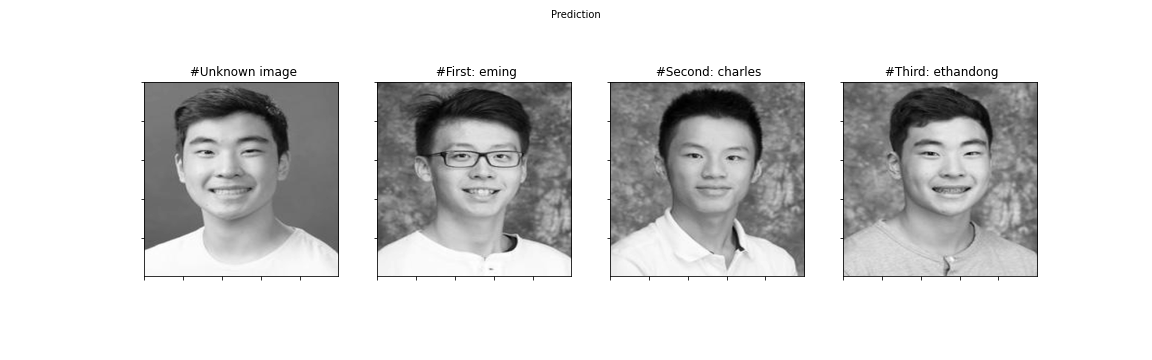 Prediction
#Unknown image
#First: eming
#Second: charles
#Third: ethandong